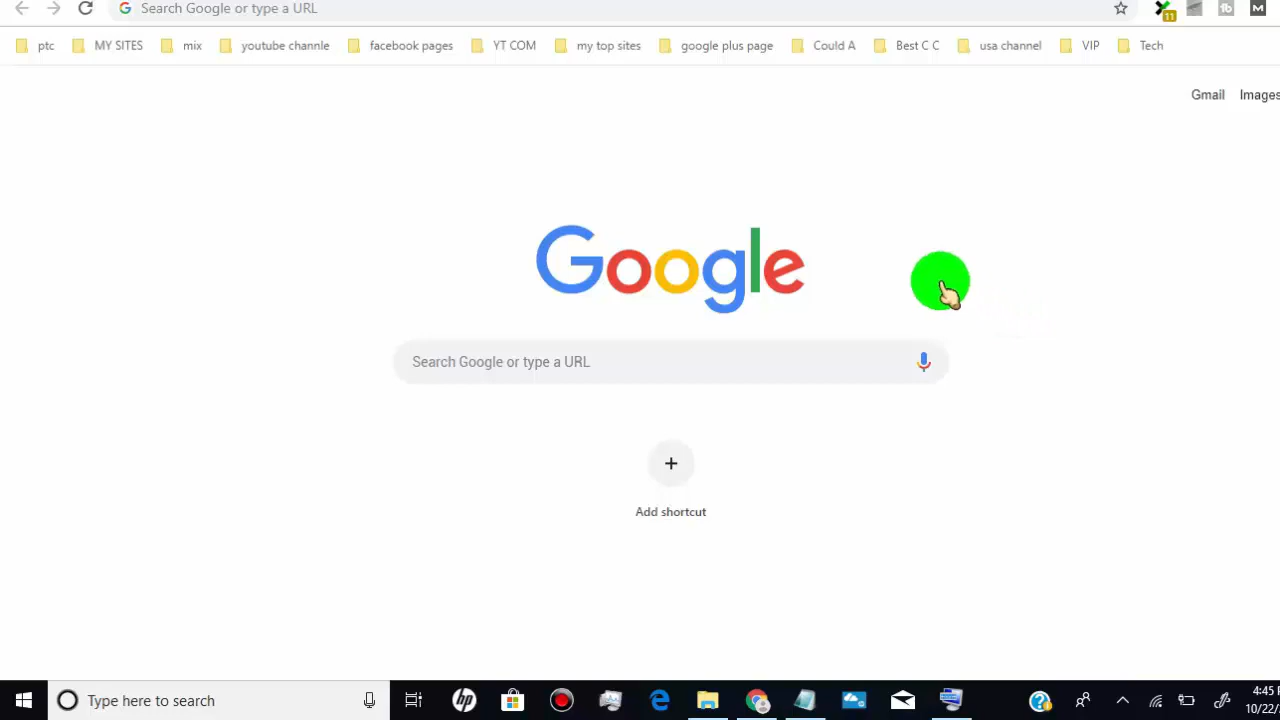 Search Google or type a URL
11
ptc MY SITES mix youtube channle facebook pages YT COM my top sites google plus page Could A Best C C usa channel VIP Tech
Gmail Images
Google
Search Google or type a URL
+
Add shortcut
Type here to search
hp
4:45 P
10/22/